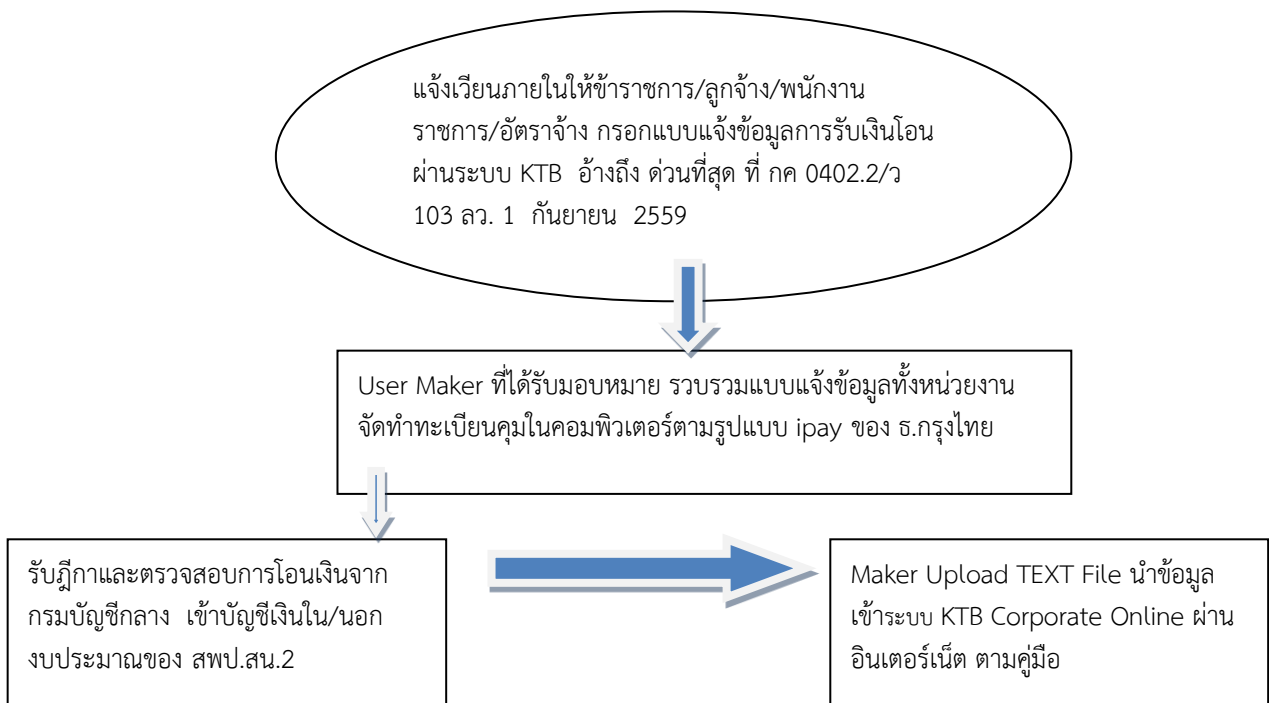 แจ้งเวียนภายในให้ข้าราชการ/ลูกจ้าง/พนักงาน
ราชการ/อัตราจ้าง กรอกแบบแจ้งข้อมูลการรับเงินโอน
ผ่านระบบ KTB อ้างถึง ด่วนที่สุด ที่ กค 0402.2/ว
103 ลว. 1 กันยายน 2559
User Maker ที่ได้รับมอบหมาย รวบรวมแบบแจ้งข้อมูลทั้งหน่วยงาน
จัดทำทะเบียนคุมในคอมพิวเตอร์ตามรูปแบบ ipay ของ ธ.กรุงไทย
รับฎีกาและตรวจสอบการโอนเงินจาก
กรมบัญชีกลาง เข้าบัญชีเงินใน/นอก
งบประมาณของ สพป.สน.2
Maker Upload TEXT File นำข้อมูล
เข้าระบบ KTB Corporate Online ผ่าน
อินเตอร์เน็ต ตามคู่มือ